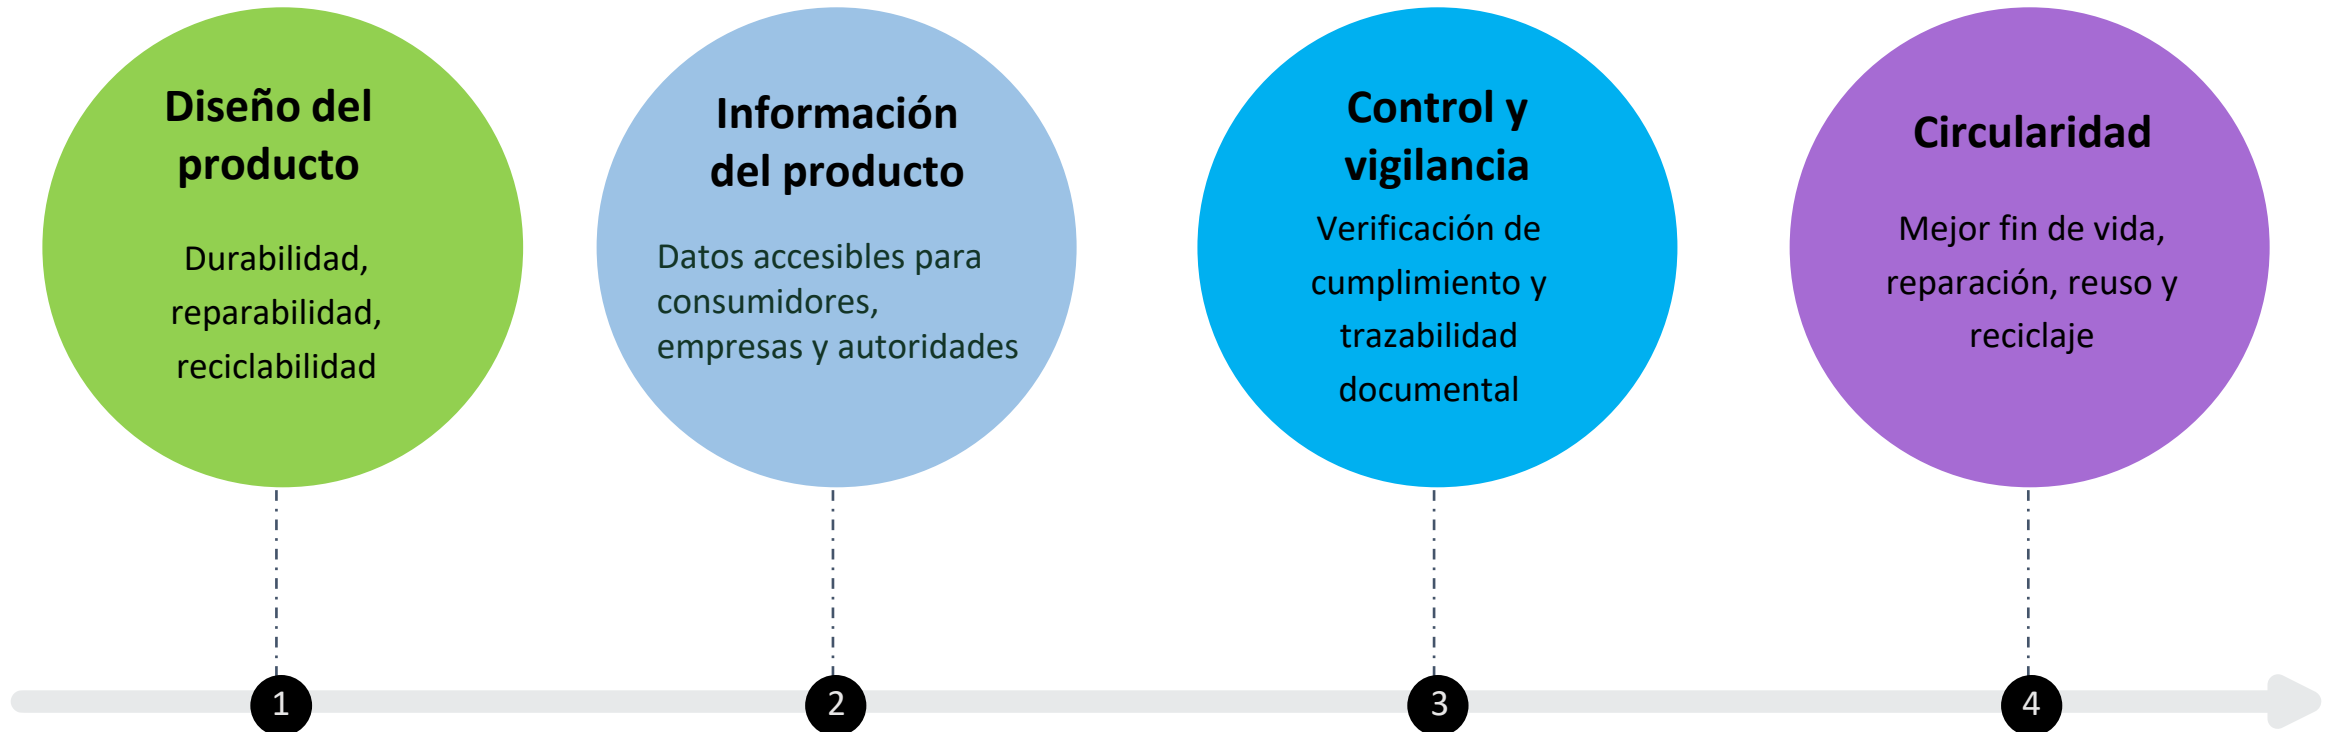 Diseño del
producto
Durabilidad,
reparabilidad,
reciclabilidad
Información
del producto
Datos accesibles para
consumidores,
empresas y autoridades
Control y
vigilancia
Verificación de
cumplimiento y
trazabilidad
documental
Circularidad
Mejor fin de vida,
reparación, reuso y
reciclaje
1
2
3
4